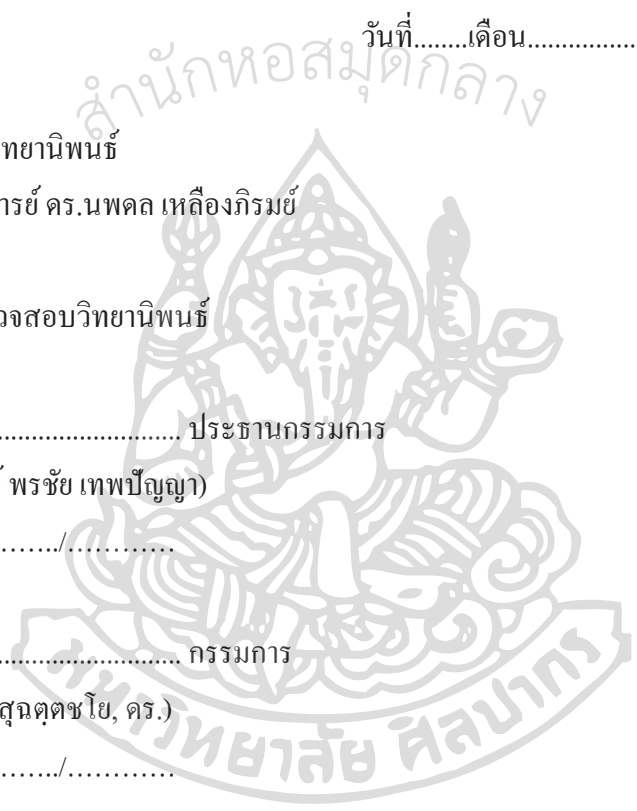 วันที่........เดือน................
สำนักหอสมุดกลาง
ทยานิพนธ์
ารย์ ดร.นพดล เหลืองภิรมย์
วจสอบวิทยานิพนธ์
............................ ประธานกรรมการ
พรชัย เทพปัญญา)
......../............
............................ กรรมการ
สุฉตฺตชโย, ดร.)
......../............
มหาวิทยาลัย ศิลปากร